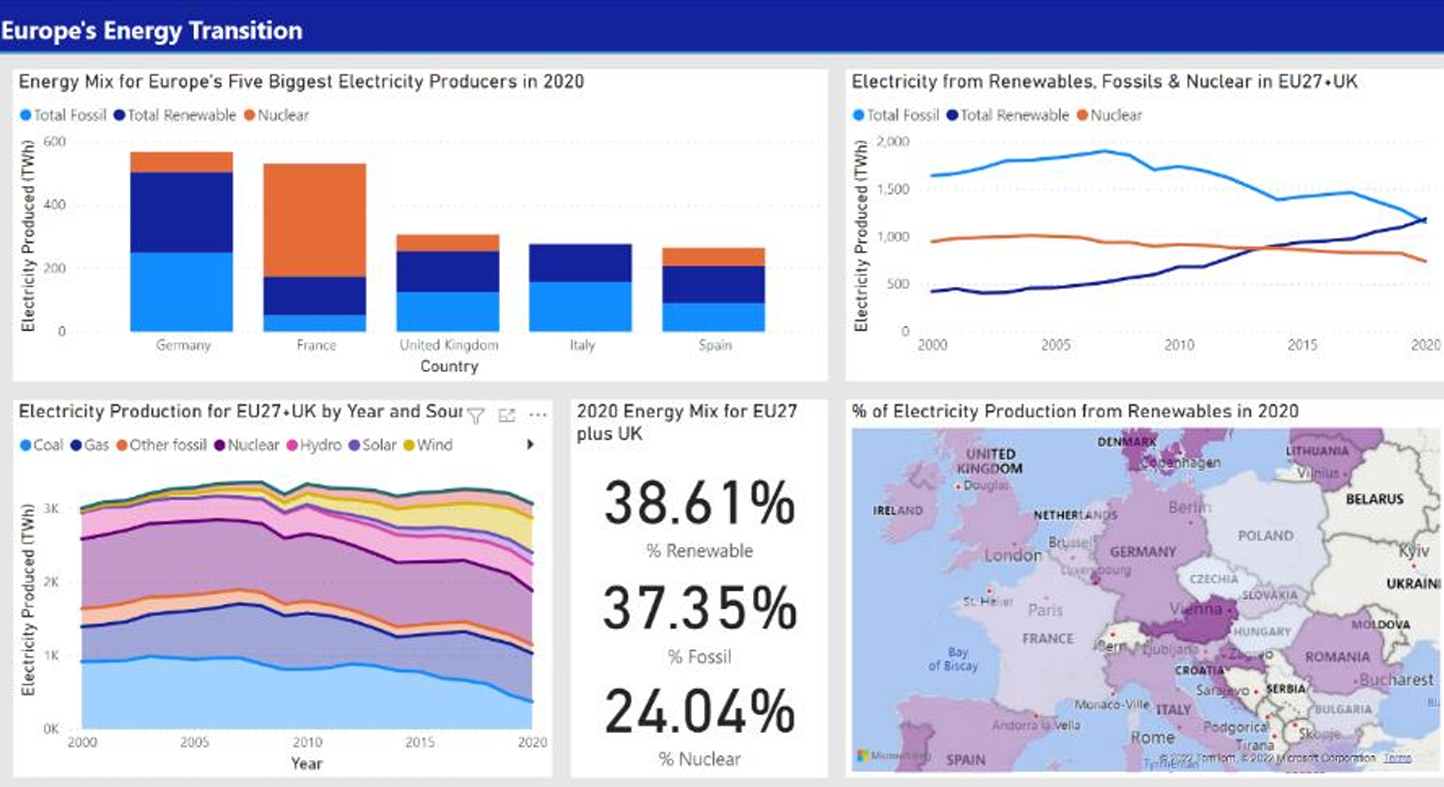 Europe's Energy Transition
Energy Mix for Europe's Five Biggest Electricity Producers in 2020
Total Fossil Total Renewable Nuclear
Electricity Produced (TWh)
600
400
200
0
Germany France United Kingdom Italy Spain
Country
Electricity from Renewables, Fossils & Nuclear in EU27+UK
Total Fossil Total Renewable Nuclear
Electricity Produced (TWh)
2,000
1,500
1,000
500
0
2000 2005 2010 2015 2020
Electricity Production for EU27+UK by Year and Sour
Coal Gas Other fossil Nuclear Hydro Solar Wind
Electricity Produced (TWh)
3K
2K
1K
0K
2000 2005 2010 2015 2020
Year
2020 Energy Mix for EU27
plus UK
38.61%
% Renewable
37.35%
% Fossil
24.04%
% Nuclear
% of Electricity Production from Renewables in 2020
DENMARK
Copenhagen
LITHUANIA
Vilnius
UNITED
KINGDOM
Douglas
BELARUS
IRELAND
NETHERLANDS
Berlin
POLAND
London
Brussel
GERMANY
Kyiv
Luxembourg
CZECHIA
UKRAIN
SLOVAKIA
St. Helier
Paris
Vienna
FRANCE
HUNGARY
MOLDOVA
Bern
Ljubljana
Zagreb
ROMANIA
Bay
of Biscay
CROATIA
Bucharest
Sarajevo
SERBIA
Monaco-Ville
ITALY
BULGARIA
Andorra la Vella
Podgorica
Skopje
Rome
Tirana
SPAIN
Tyrrhenian
© 2022 TomTom, © 2022 Microsoft Corporation Terms